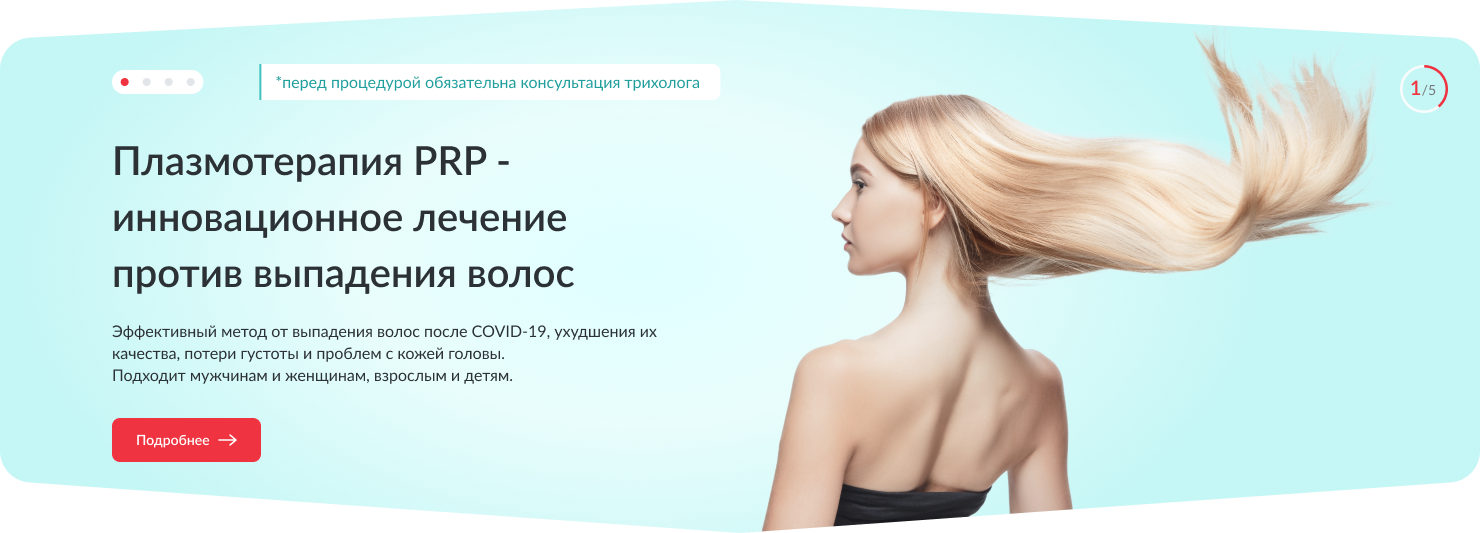 *перед процедурой обязательна консультация трихолога
1/5
Плазмотерапия PRP -
инновационное лечение
против выпадения волос
Эффективный метод от выпадения волос после COVID-19, ухудшения их
качества, потери густоты и проблем с кожей головы.
Подходит мужчинам и женщинам, взрослым и детям.
Подробнее →